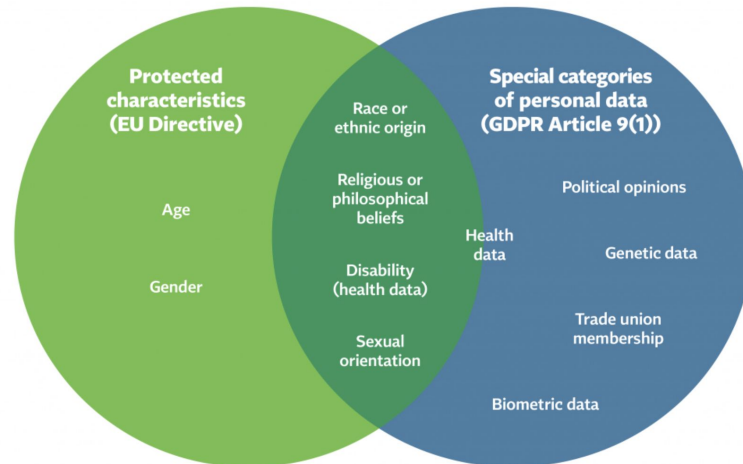 Protected
characteristics
(EU Directive)
Age
Gender
Race or
ethnic origin
Religious or
philosophical
beliefs
Disability
(health data)
Sexual
orientation
Health
data
Special categories
of personal data
(GDPR Article 9(1))
Political opinions
Genetic data
Trade union
membership
Biometric data